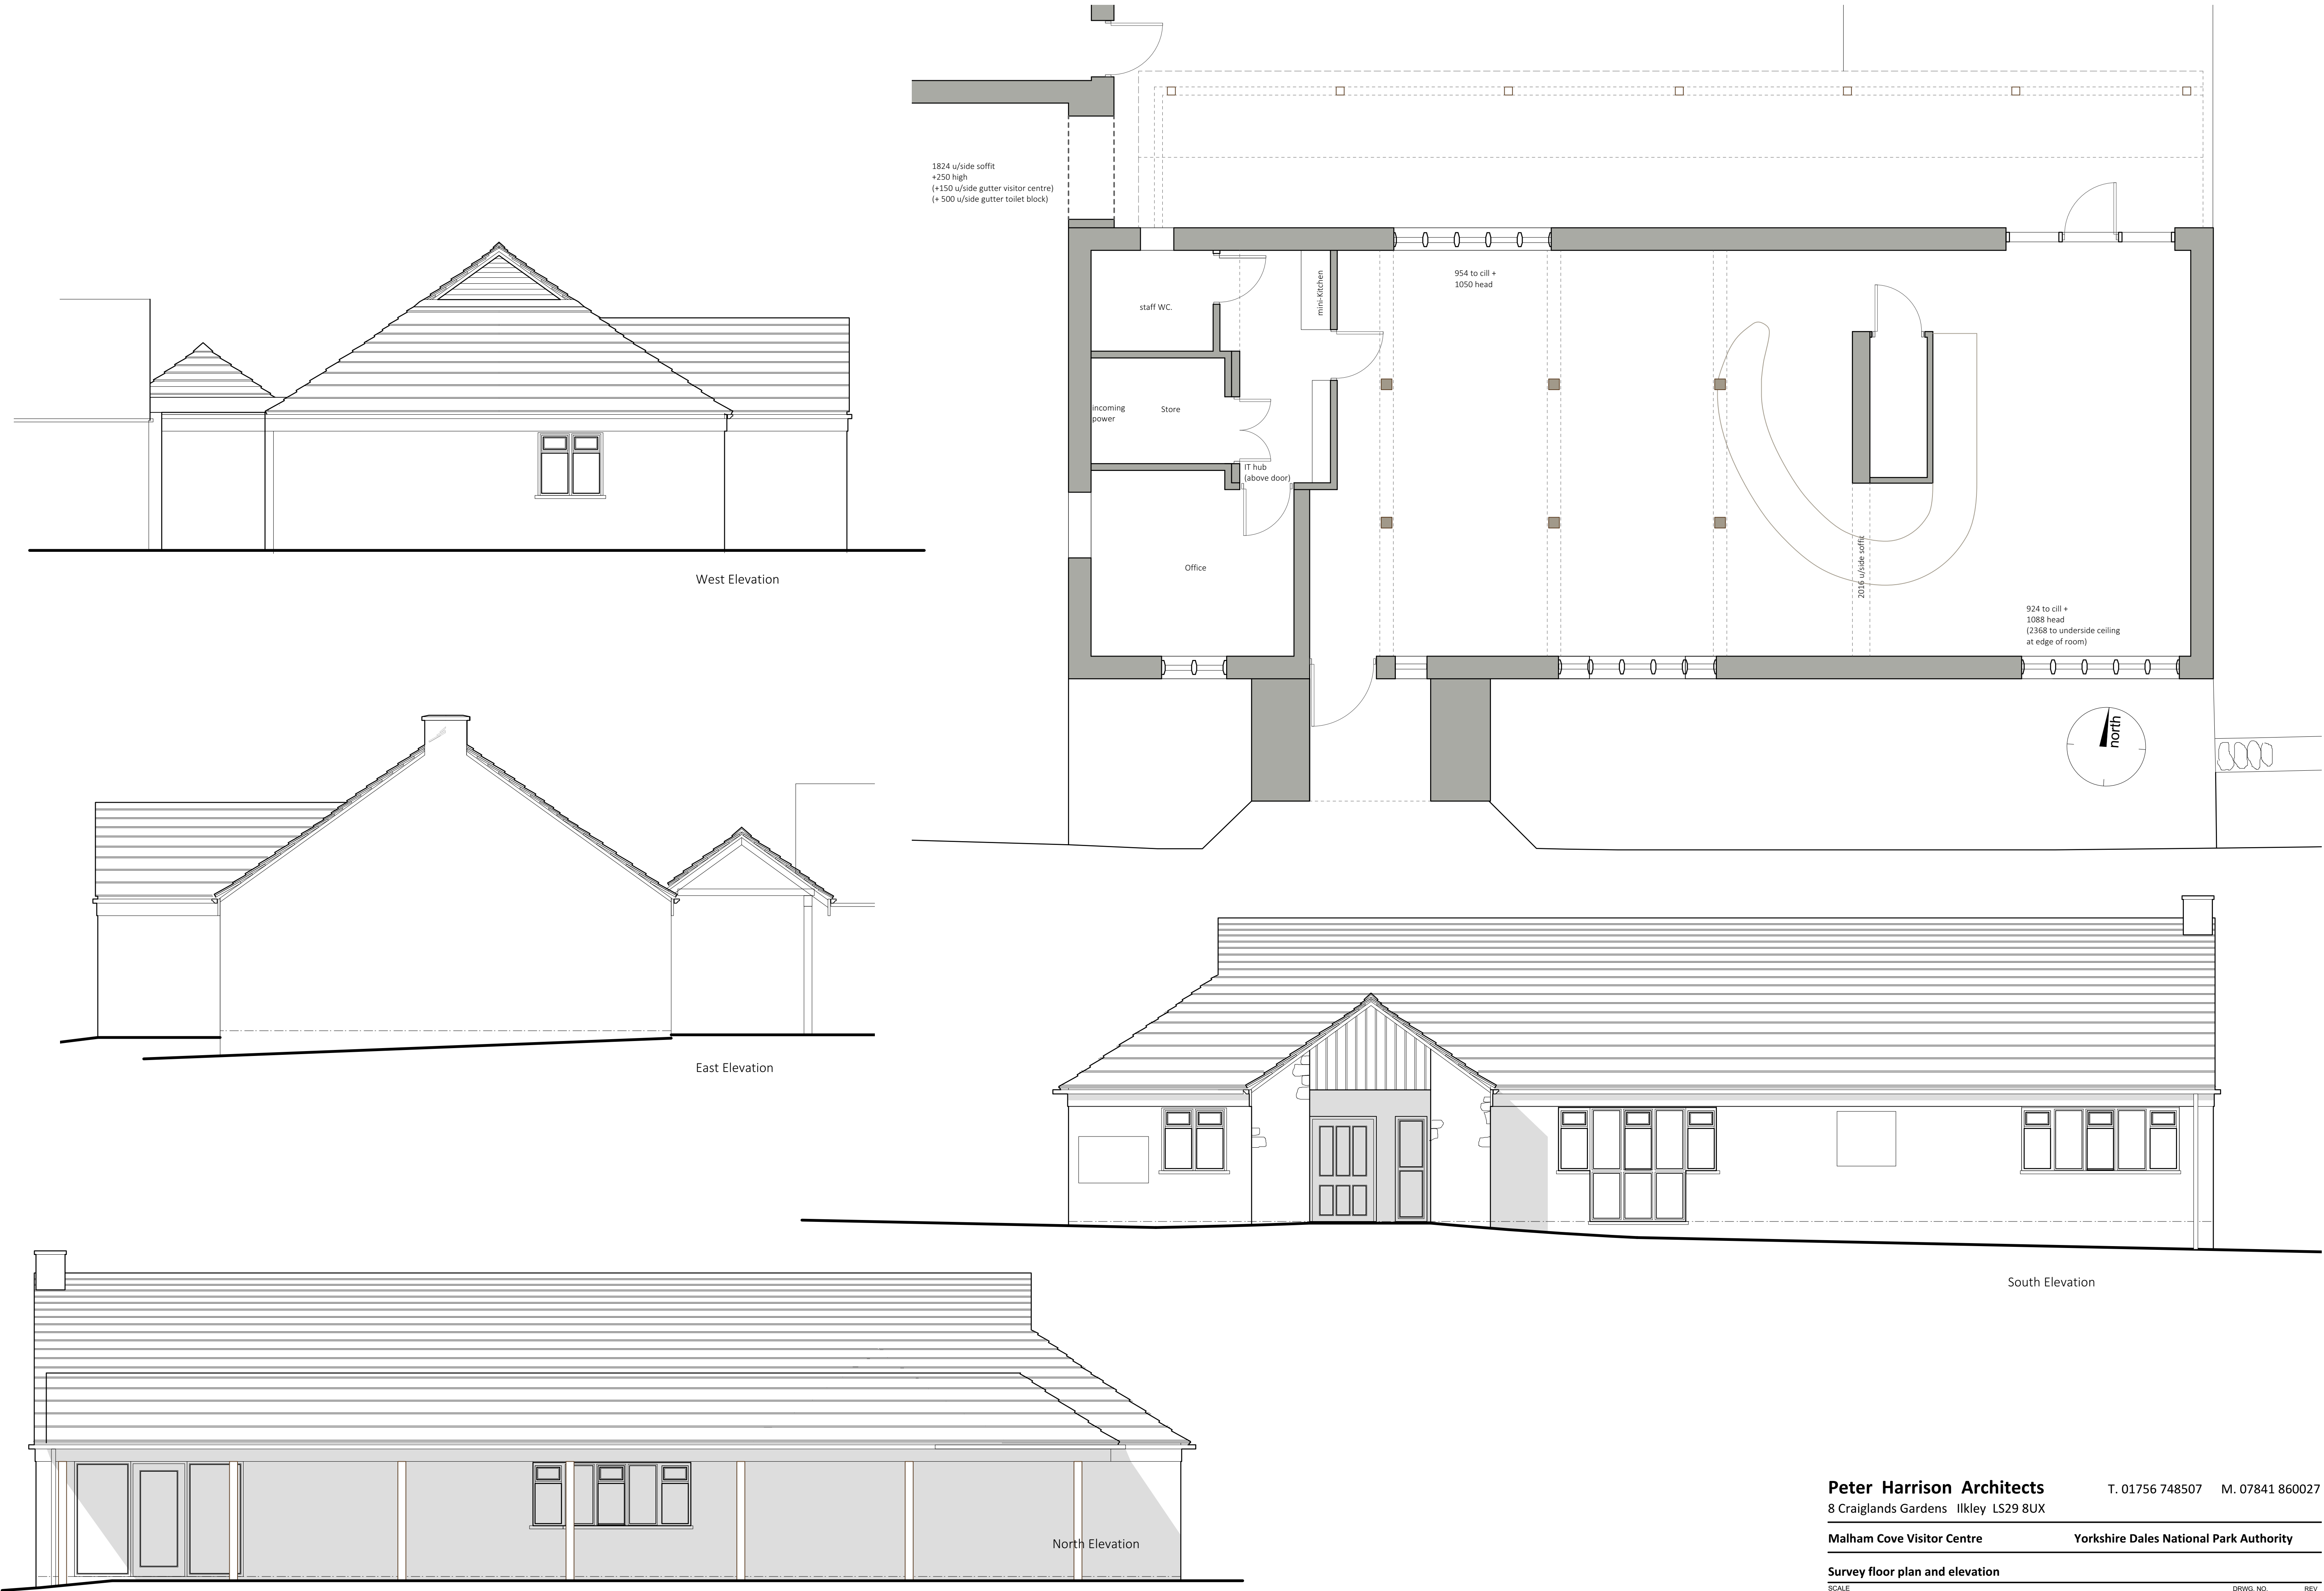 1824 u/side soffit
+250 high
(+150 u/side gutter visitor centre)
(+ 500 u/side gutter toilet block)
staff WC.
mini-Kitchen
954 to cill +
1050 head
incoming
power
Store
IT hub
(above door)
Office
2016 u/side soffit
924 to cill +
1088 head
(2368 to underside ceiling
at edge of room)
north
West Elevation
East Elevation
South Elevation
North Elevation
Peter Harrison Architects
T. 01756 748507 M. 07841 860027
8 Craiglands Gardens Ilkley LS29 8UX
Malham Cove Visitor Centre
Yorkshire Dales National Park Authority
Survey floor plan and elevation
SCALE
DRWG. NO.
REV